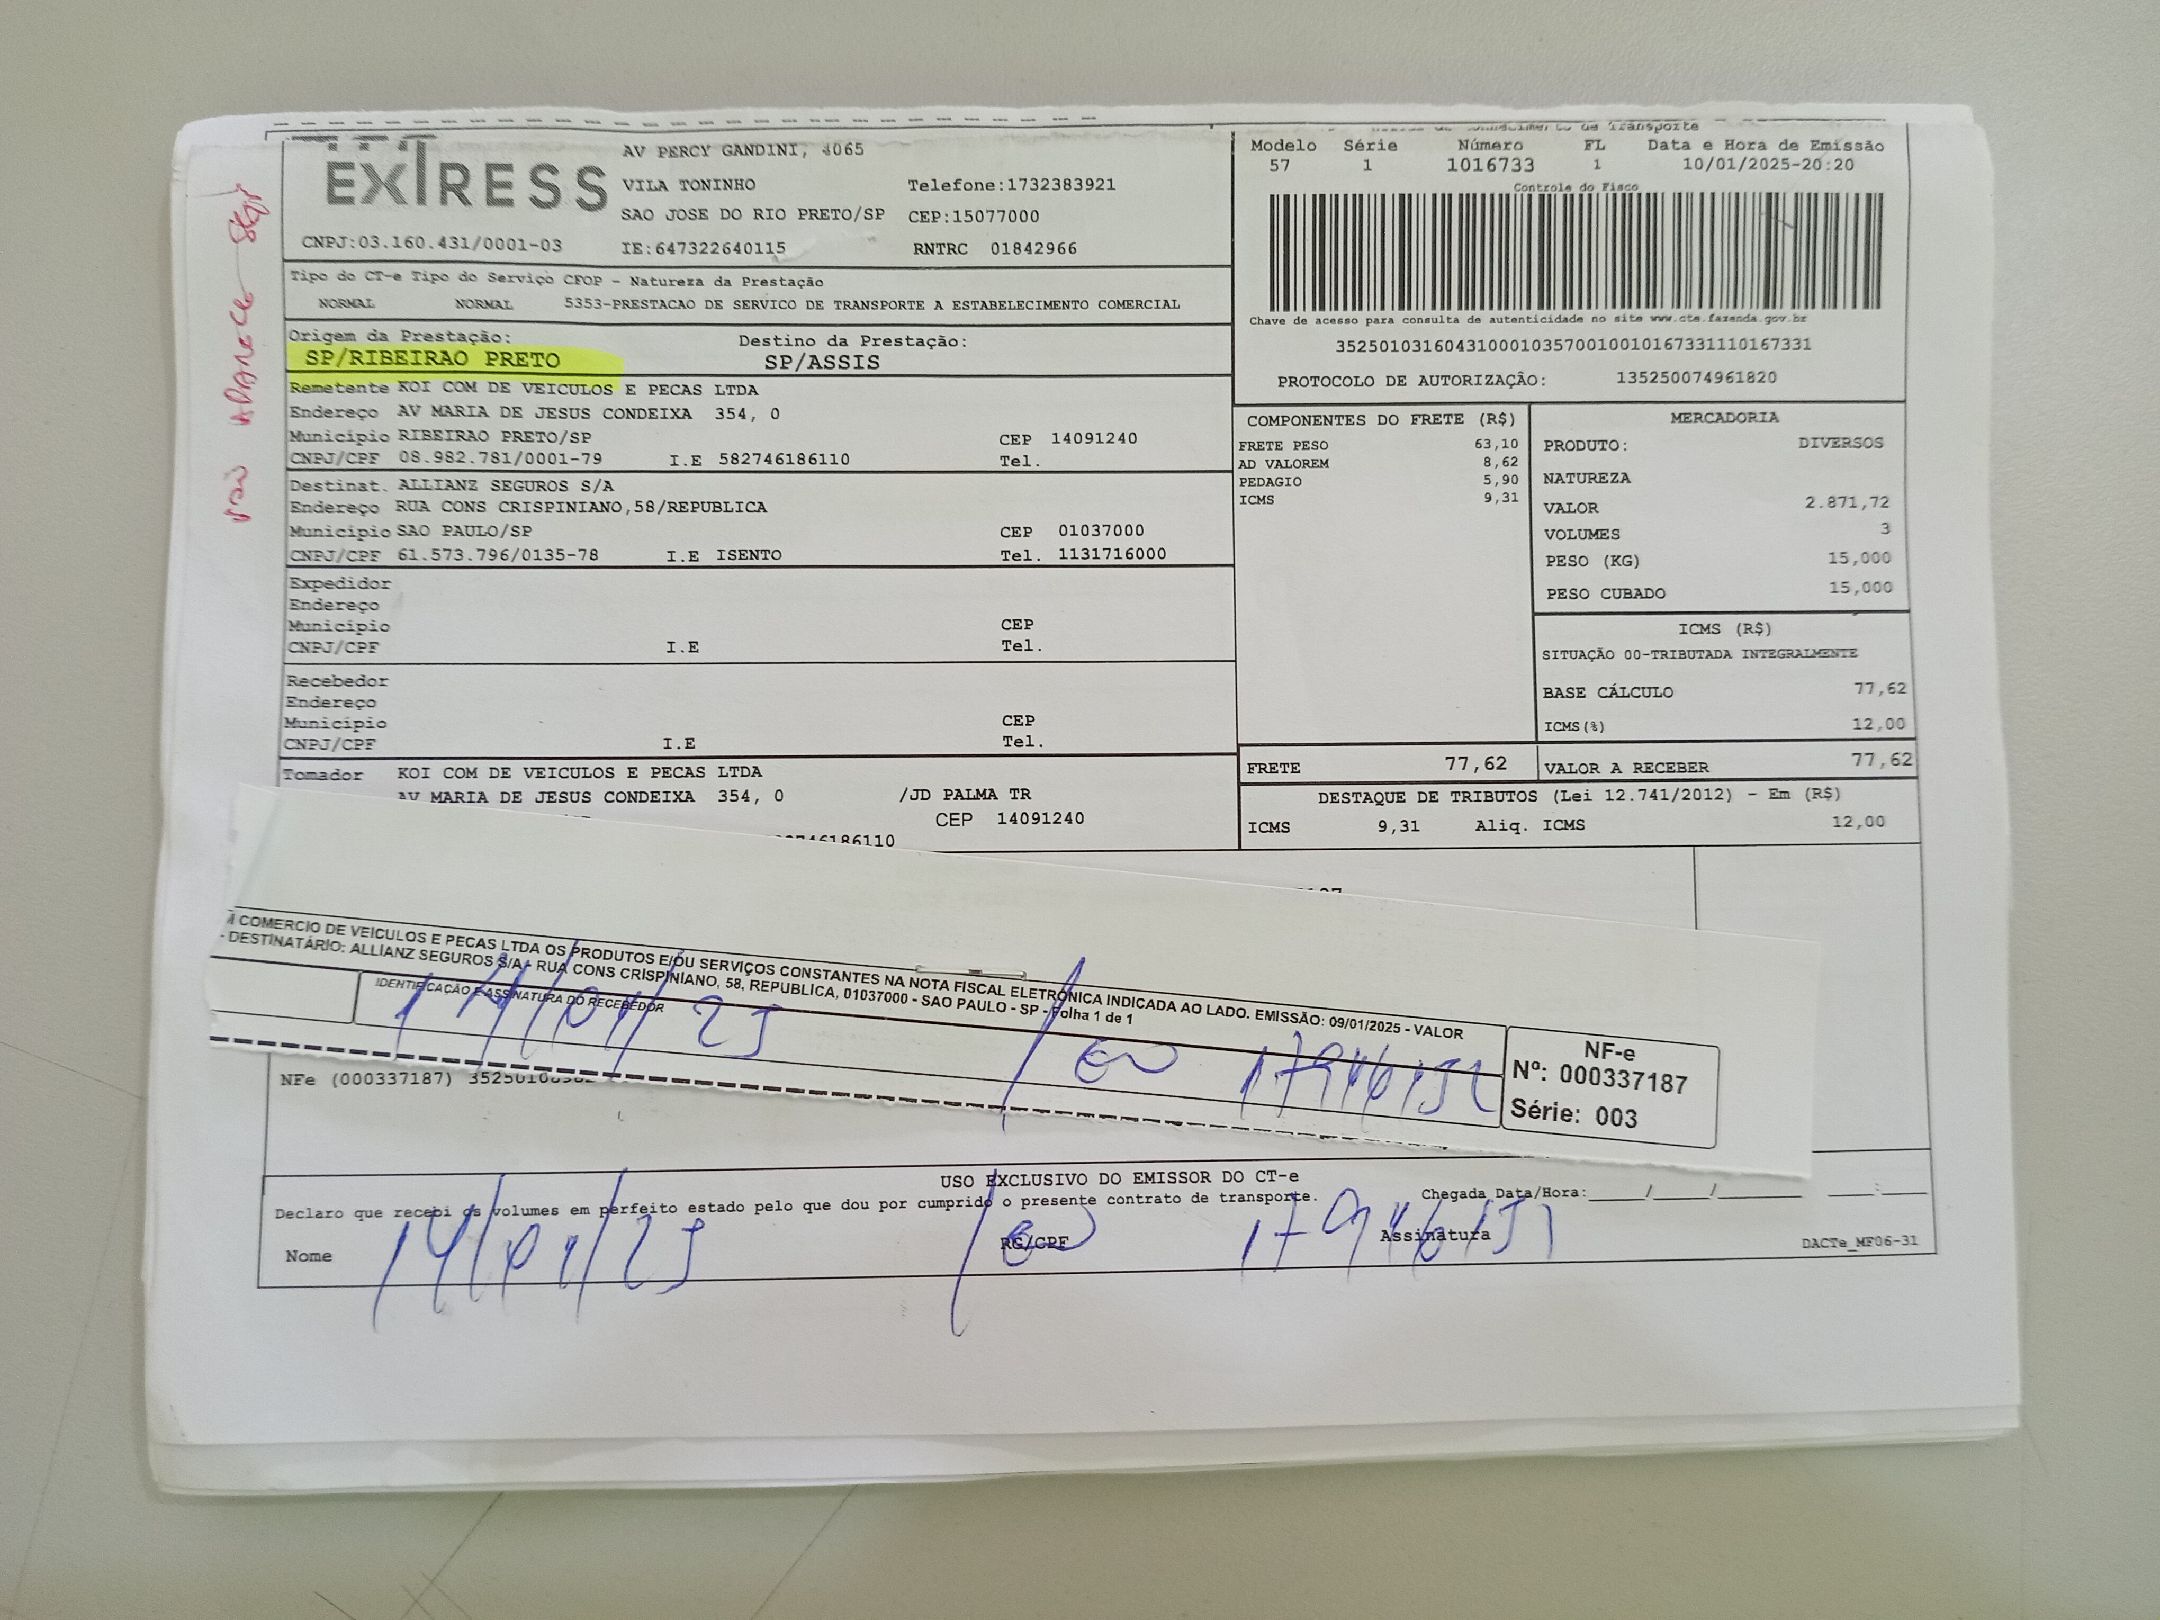 EXTRESS
AV PERCY GANDINI, 4065
VILA TONINHO Telefone:1732383921
SAO JOSE DO RIO PRETO/SP CEP:15077000
CNPJ:03.160.431/0001-03 IE:647322640115 RNTRC 01842966
Modelo Série Número FL Data e Hora de Emissão
57 1 1016733 1 10/01/2025-20:20
Controle do Fisco
Chave de acesso para consulta de autenticidade no site www.cte.fazenda.gov.br
35250103160431000103570010010167331110167331
PROTOCOLO DE AUTORIZAÇÃO: 135250074961820
Tipo do CT-e Tipo do Serviço CFOP - Natureza da Prestação
NORMAL NORMAL 5353-PRESTACAO DE SERVICO DE TRANSPORTE A ESTABELECIMENTO COMERCIAL
Origem da Prestação: Destino da Prestação:
SP/RIBEIRAO PRETO SP/ASSIS
Remetente KOI COM DE VEICULOS E PECAS LTDA
Endereço AV MARIA DE JESUS CONDEIXA 354, 0
Município RIBEIRAO PRETO/SP CEP 14091240
CNPJ/CPF 08.982.781/0001-79 I.E 582746186110 Tel.
Destinat. ALLIANZ SEGUROS S/A
Endereço RUA CONS CRISPINIANO,58/REPUBLICA
Município SAO PAULO/SP CEP 01037000
CNPJ/CPF 61.573.796/0135-78 I.E ISENTO Tel. 1131716000
Expedidor
Endereço
Município CEP
CNPJ/CPF I.E Tel.
Recebedor
Endereço
Município CEP
CNPJ/CPF I.E Tel.
Tomador KOI COM DE VEICULOS E PECAS LTDA
AV MARIA DE JESUS CONDEIXA 354, 0 /JD PALMA TR
CEP 14091240
COMPONENTES DO FRETE (R$)
FRETE PESO 63,10
AD VALOREM 8,62
PEDAGIO 5,90
ICMS 9,31
MERCADORIA
PRODUTO: DIVERSOS
NATUREZA
VALOR 2.871,72
VOLUMES 3
PESO (KG) 15,000
PESO CUBADO 15,000
ICMS (R$)
SITUAÇÃO 00-TRIBUTADA INTEGRALMENTE
BASE CÁLCULO 77,62
ICMS(%) 12,00
FRETE 77,62 VALOR A RECEBER 77,62
DESTAQUE DE TRIBUTOS (Lei 12.741/2012) - Em (R$)
ICMS 9,31 Aliq. ICMS 12,00
COMERCIO DE VEICULOS E PECAS LTDA OS PRODUTOS E/OU SERVIÇOS CONSTANTES NA NOTA FISCAL ELETRÔNICA INDICADA AO LADO. EMISSÃO: 09/01/2025 - VALOR
- DESTINATÁRIO: ALLIANZ SEGUROS S/A - RUA CONS CRISPINIANO, 58, REPUBLICA, 01037000 - SAO PAULO - SP - Folha 1 de 1
IDENTIFICAÇÃO E ASSINATURA DO RECEBEDOR
14/01/25
NF-e
Nº: 000337187
Série: 003
NFe (000337187)
USO EXCLUSIVO DO EMISSOR DO CT-e
Declaro que recebi os volumes em perfeito estado pelo que dou por cumprido o presente contrato de transporte. Chegada Data/Hora:_____/_____/________ ____:____
Nome 14/01/25 RG/CPF Assinatura
DACTe_MF06-31